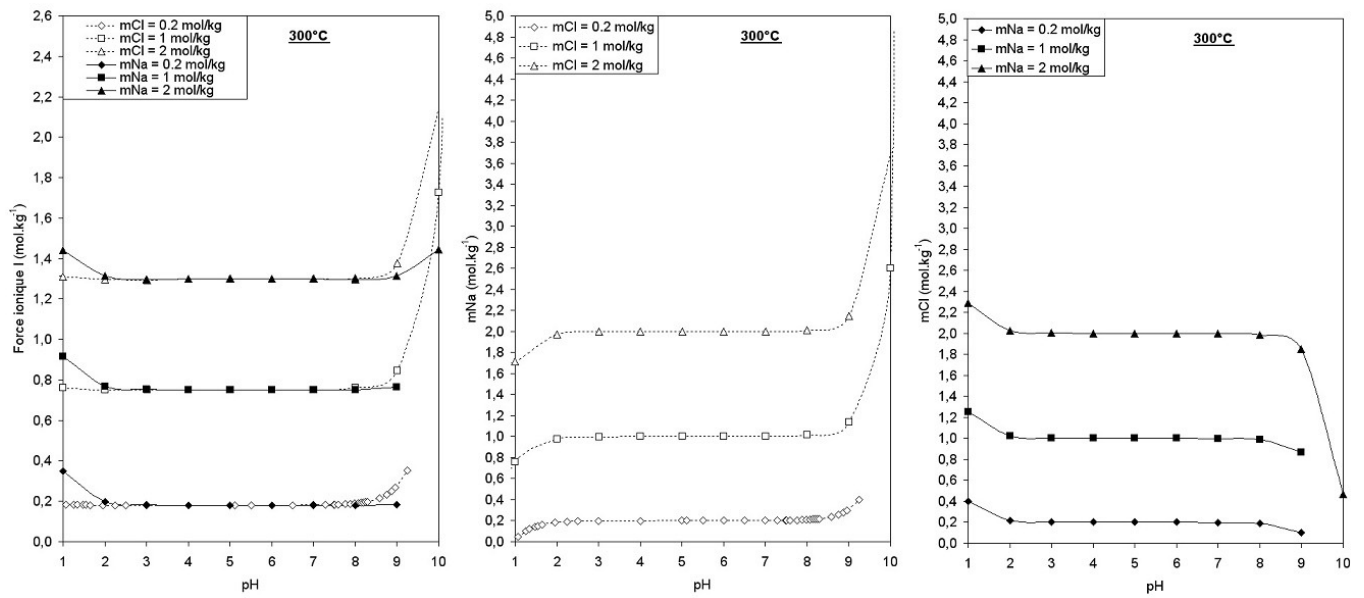 mCl = 0.2 mol/kg
mCl = 1 mol/kg
mCl = 2 mol/kg
mNa = 0.2 mol/kg
mNa = 1 mol/kg
mNa = 2 mol/kg
300°C
Force ionique I (mol.kg⁻¹)
2,6
2,4
2,2
2,0
1,8
1,6
1,4
1,2
1,0
0,8
0,6
0,4
0,2
0,0
1 2 3 4 5 6 7 8 9 10
pH
mCl = 0.2 mol/kg
mCl = 1 mol/kg
mCl = 2 mol/kg
300°C
mNa (mol.kg⁻¹)
5,0
4,8
4,6
4,4
4,2
4,0
3,8
3,6
3,4
3,2
3,0
2,8
2,6
2,4
2,2
2,0
1,8
1,6
1,4
1,2
1,0
0,8
0,6
0,4
0,2
0,0
1 2 3 4 5 6 7 8 9 10
pH
mNa = 0.2 mol/kg
mNa = 1 mol/kg
mNa = 2 mol/kg
300°C
mCl (mol.kg⁻¹)
5,0
4,8
4,6
4,4
4,2
4,0
3,8
3,6
3,4
3,2
3,0
2,8
2,6
2,4
2,2
2,0
1,8
1,6
1,4
1,2
1,0
0,8
0,6
0,4
0,2
0,0
1 2 3 4 5 6 7 8 9 10
pH